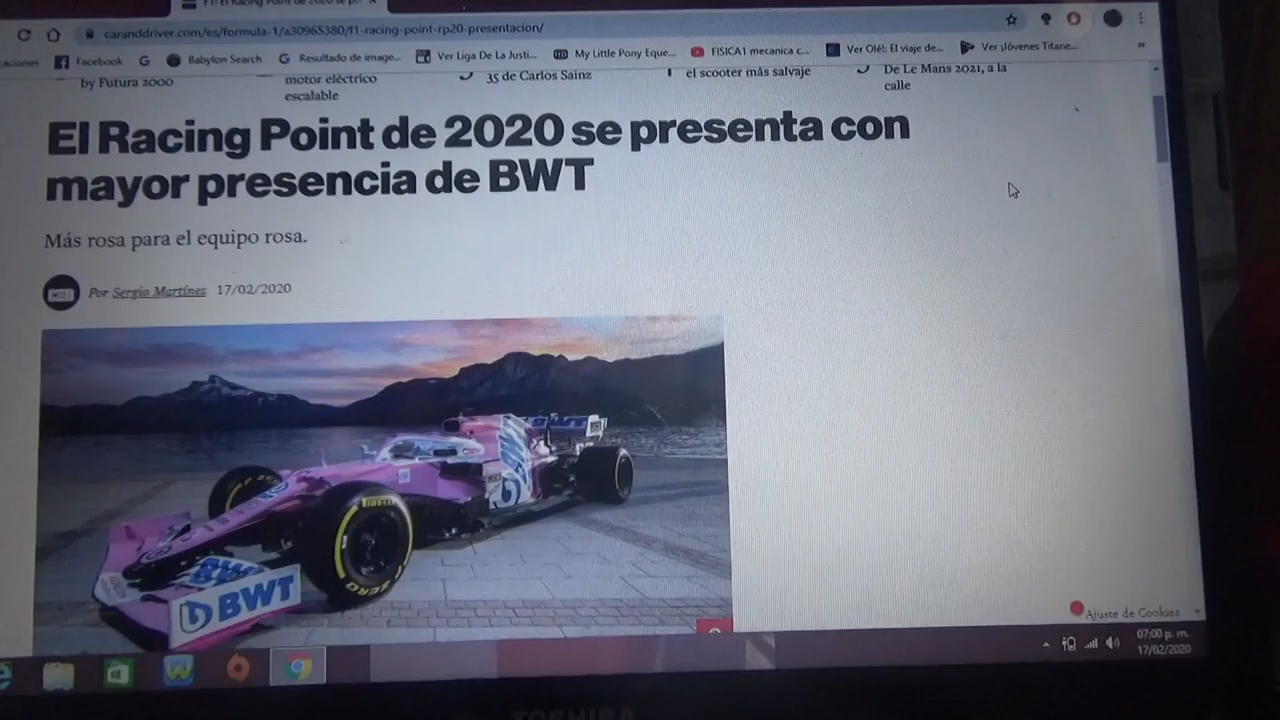 caranddriver.com/es/formula-1/a30965380/f1-racing-point-rp20-presentacion/
aciones Facebook G Babylon Search G Resultado de image... Ver Liga De La Justi... My Little Pony Eque... FISICA1 mecanica c... Ver Olé!: El viaje de... Ver ¡Jóvenes Titane... »
by Futura 2000
motor eléctrico
escalable
35 de Carlos Sainz
el scooter más salvaje
De Le Mans 2021, a la
calle
El Racing Point de 2020 se presenta con
mayor presencia de BWT
Más rosa para el equipo rosa.
Por Sergio Martínez 17/02/2020
BWT
PIRELLI
ZERO
BWT
Ajuste de Cookies
07:00 p. m.
17/02/2020
TOSHIBA